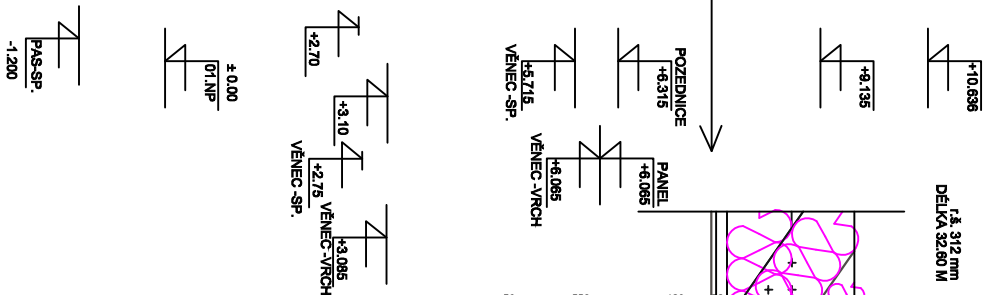 +10.636
r.š. 312 mm
DÉLKA 32.60 M
+9.135
POZEDNICE
+6.315
PANEL
+6.065
+6.065
VĚNEC -VRCH
+5.715
VĚNEC -SP.
+3.10
+3.085
VĚNEC -VRCH
+2.70
+2.75
VĚNEC -SP.
± 0.00
01.NP
PAS-SP.
-1.200